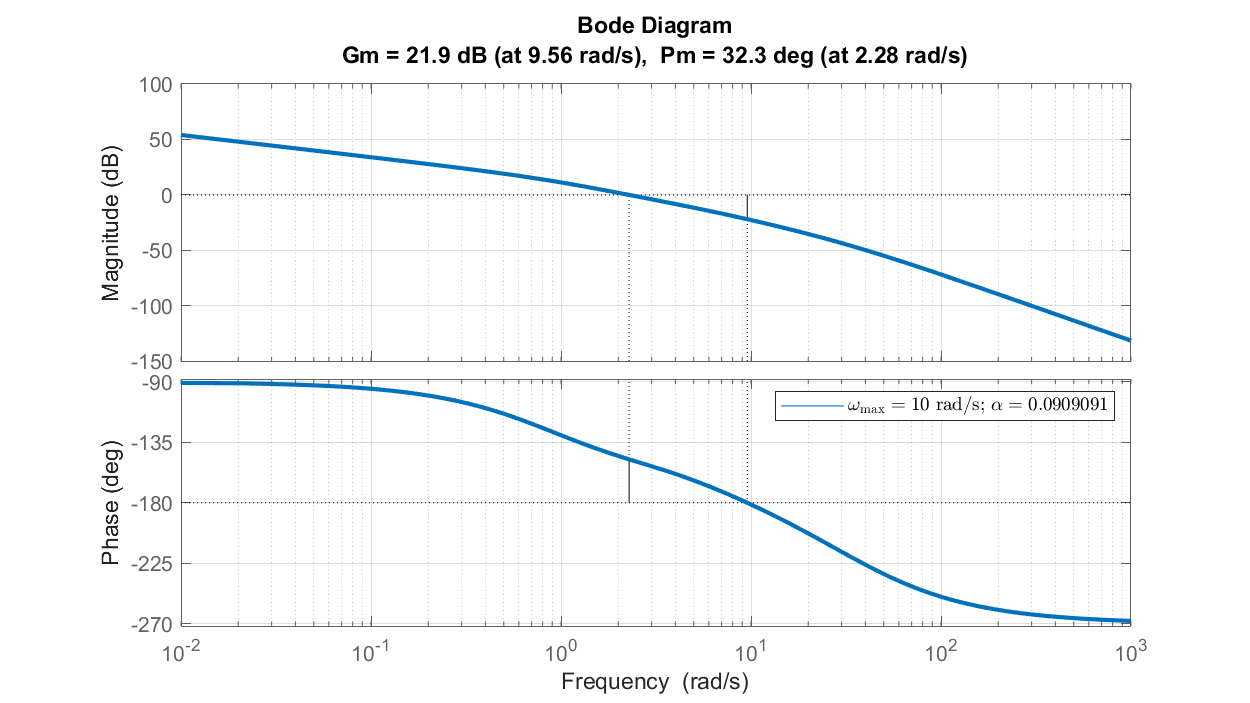 Bode Diagram
Gm = 21.9 dB (at 9.56 rad/s),  Pm = 32.3 deg (at 2.28 rad/s)
Magnitude (dB)
100
50
0
-50
-100
-150
Phase (deg)
-90
-135
-180
-225
-270
ω_max = 10 rad/s; α = 0.0909091
10^-2
10^-1
10^0
10^1
10^2
10^3
Frequency  (rad/s)